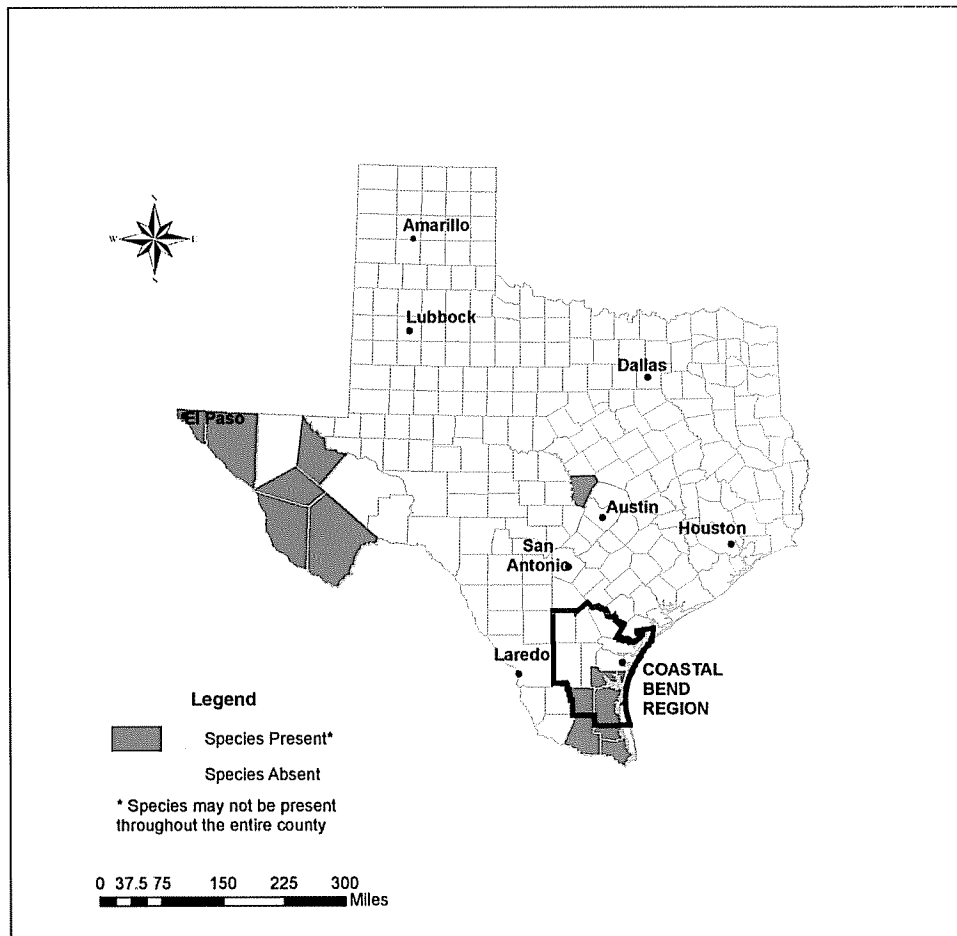 W
E
Amarillo
Lubbock
Dallas
El Paso
Austin
Houston
San
Antonio
Laredo
COASTAL
BEND
REGION
Legend
Species Present*
Species Absent
* Species may not be present
throughout the entire county
0 37.5 75 150 225 300
Miles